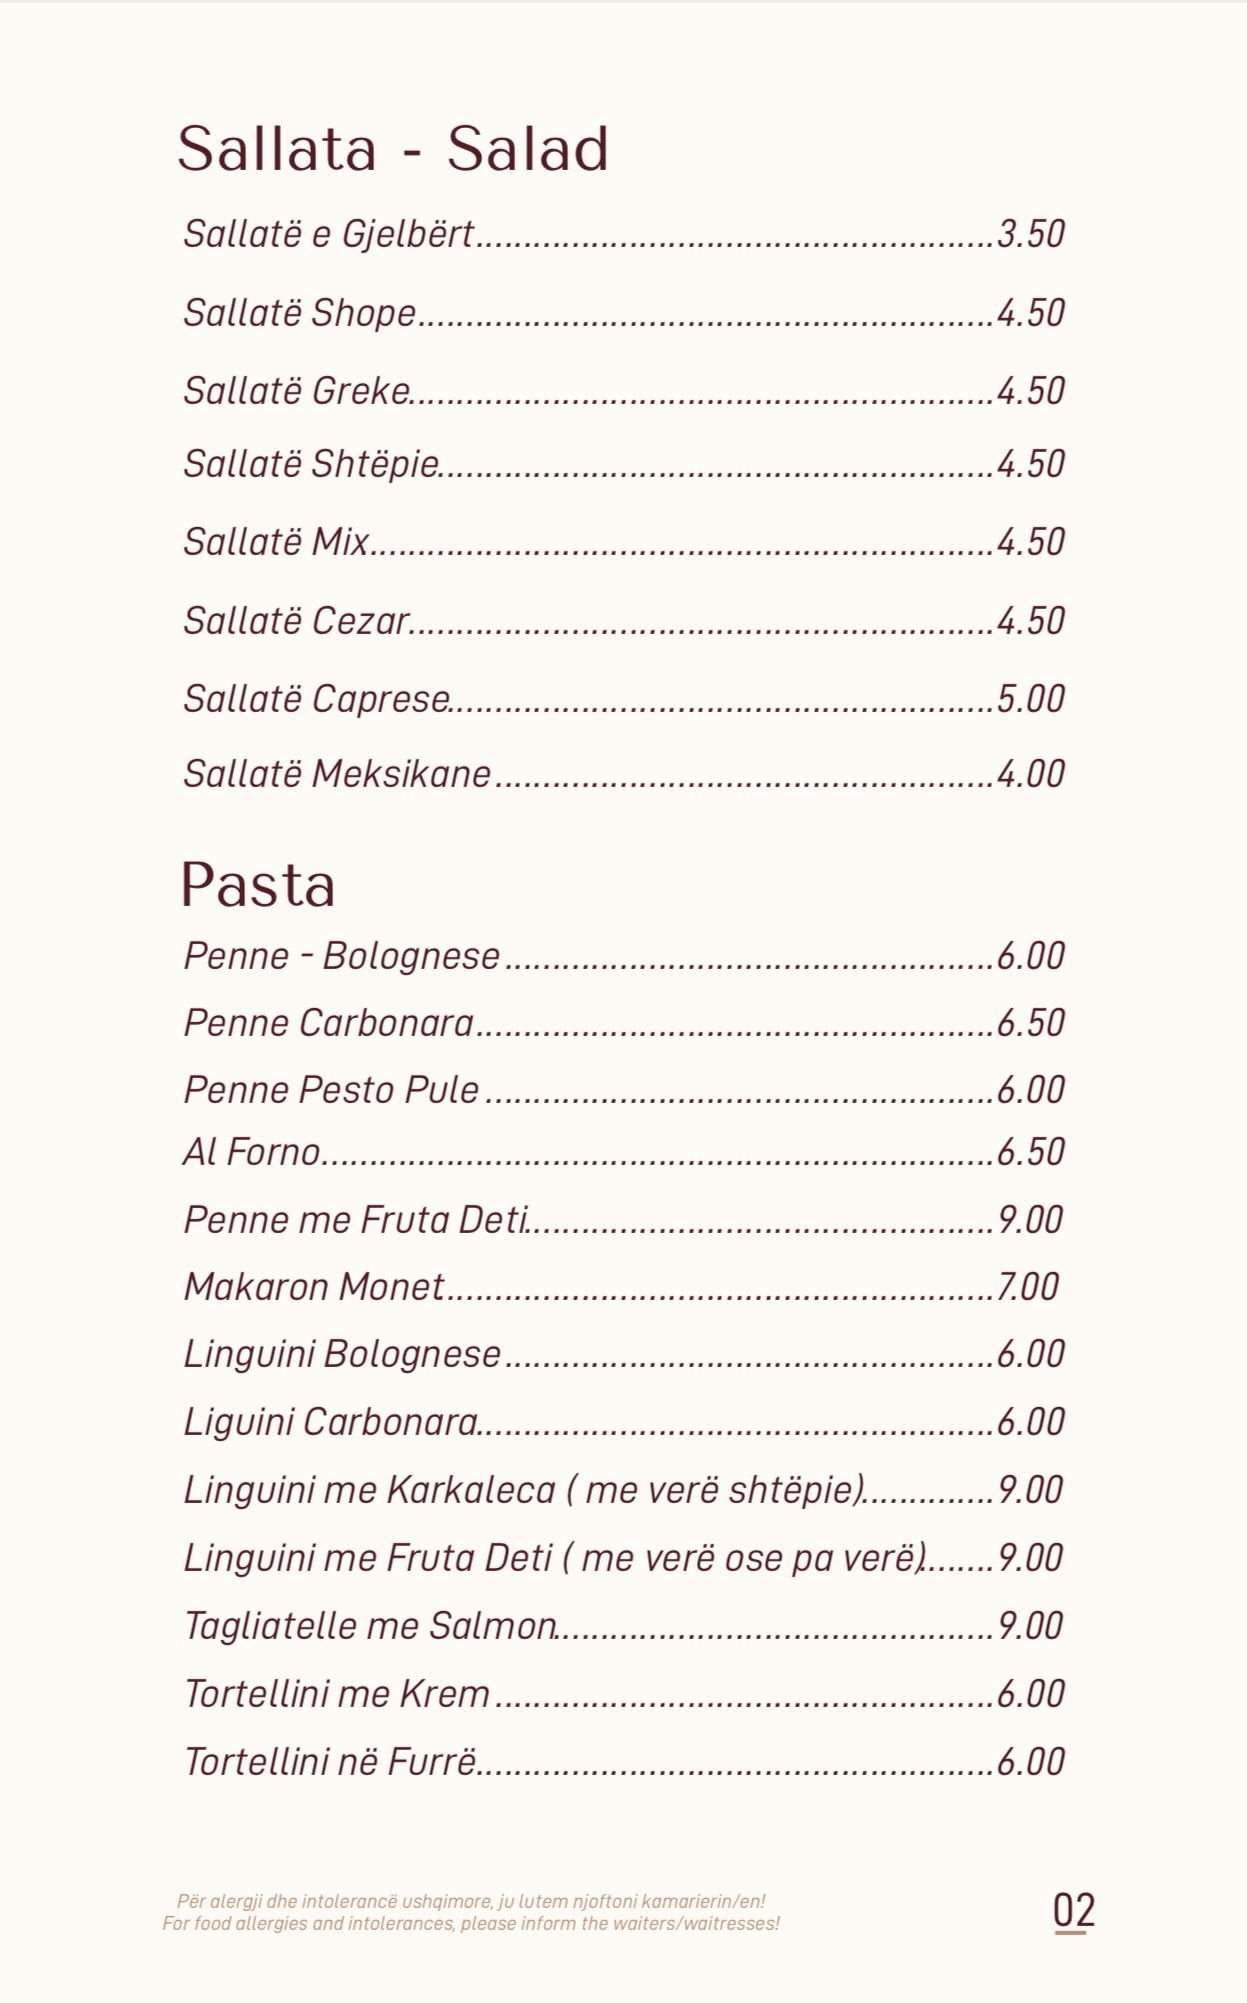 Sallata - Salad
Sallatë e Gjelbërt............................................3.50
Sallatë Shope.................................................4.50
Sallatë Greke.................................................4.50
Sallatë Shtëpie...............................................4.50
Sallatë Mix.....................................................4.50
Sallatë Cezar.................................................4.50
Sallatë Caprese..............................................5.00
Sallatë Meksikane..........................................4.00
Pasta
Penne - Bolognese.........................................6.00
Penne Carbonara............................................6.50
Penne Pesto Pule...........................................6.00
Al Forno.........................................................6.50
Penne me Fruta Deti.......................................9.00
Makaron Monet..............................................7.00
Linguini Bolognese.........................................6.00
Liguini Carbonara...........................................6.00
Linguini me Karkaleca ( me verë shtëpie)...........9.00
Linguini me Fruta Deti ( me verë ose pa verë).......9.00
Tagliatelle me Salmon.....................................9.00
Tortellini me Krem..........................................6.00
Tortellini në Furrë...........................................6.00
Për alergji dhe intolerancë ushqimore, ju lutem njoftoni kamarierin/en!
For food allergies and intolerances, please inform the waiters/waitresses!
02